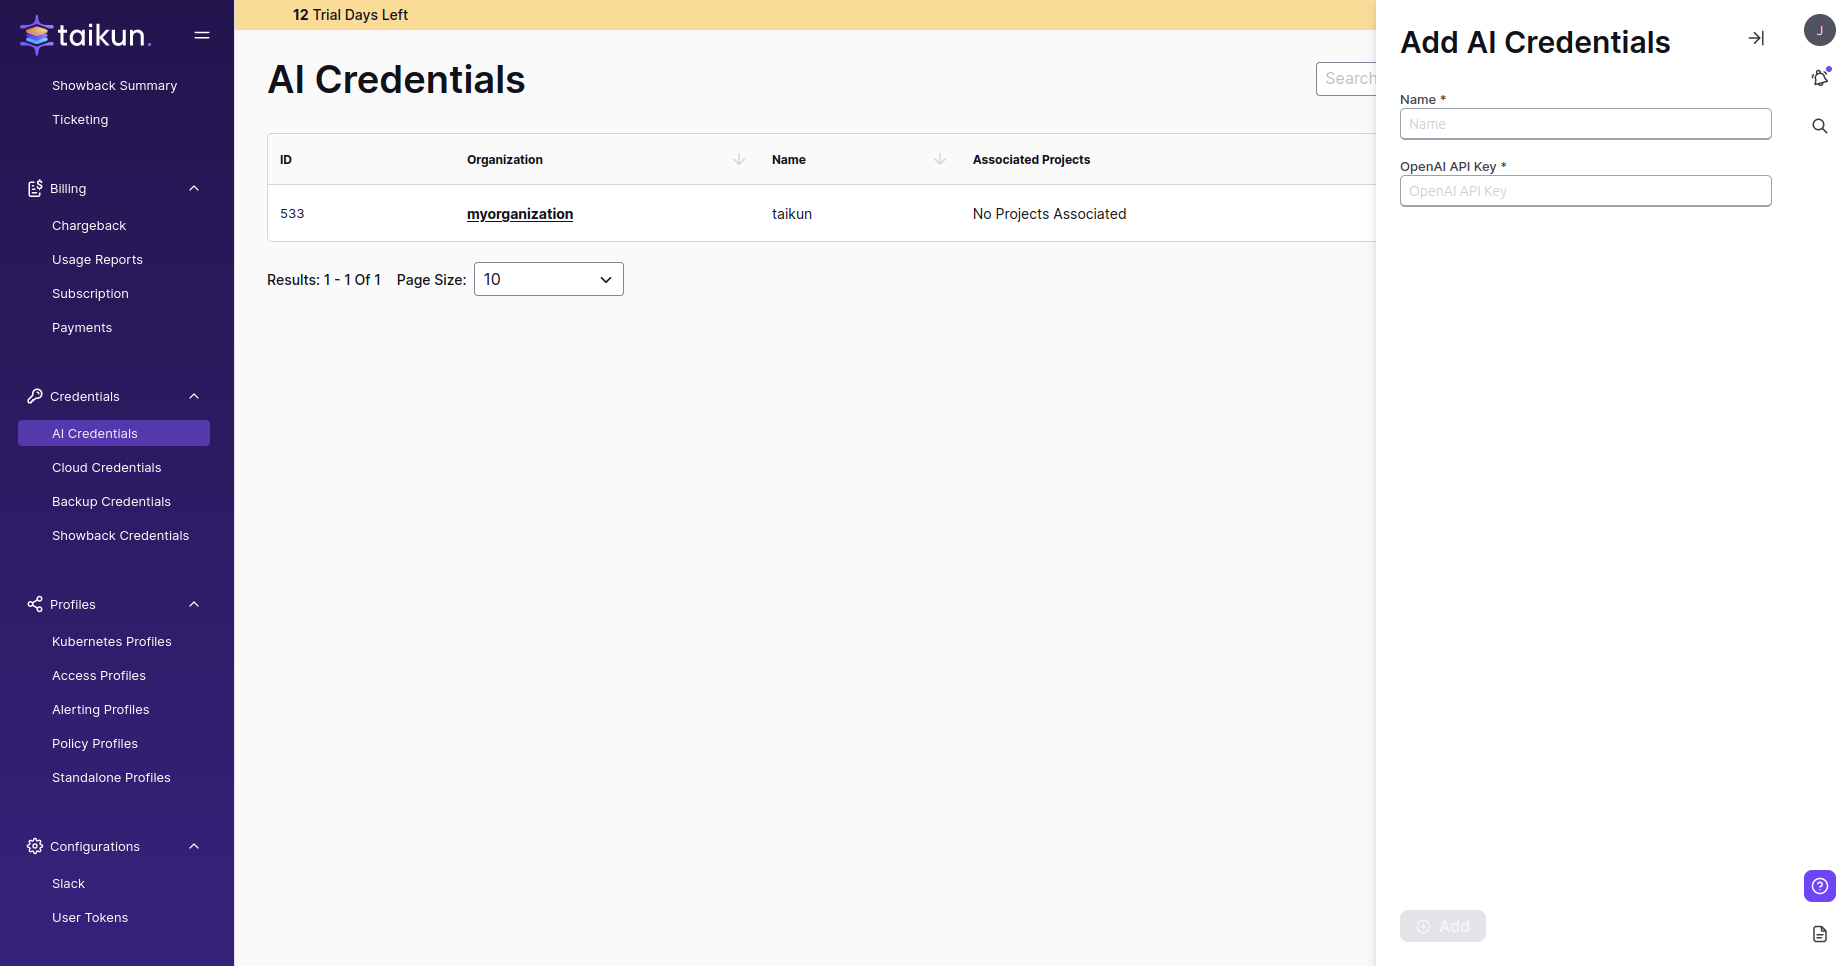 taikun.
Showback Summary
Ticketing
Billing
Chargeback
Usage Reports
Subscription
Payments
Credentials
AI Credentials
Cloud Credentials
Backup Credentials
Showback Credentials
Profiles
Kubernetes Profiles
Access Profiles
Alerting Profiles
Policy Profiles
Standalone Profiles
Configurations
Slack
User Tokens
12 Trial Days Left
AI Credentials
Search
ID Organization Name Associated Projects
533 myorganization taikun No Projects Associated
Results: 1 - 1 Of 1 Page Size: 10
Add AI Credentials
Name *
Name
OpenAI API Key *
OpenAI API Key
Add
J